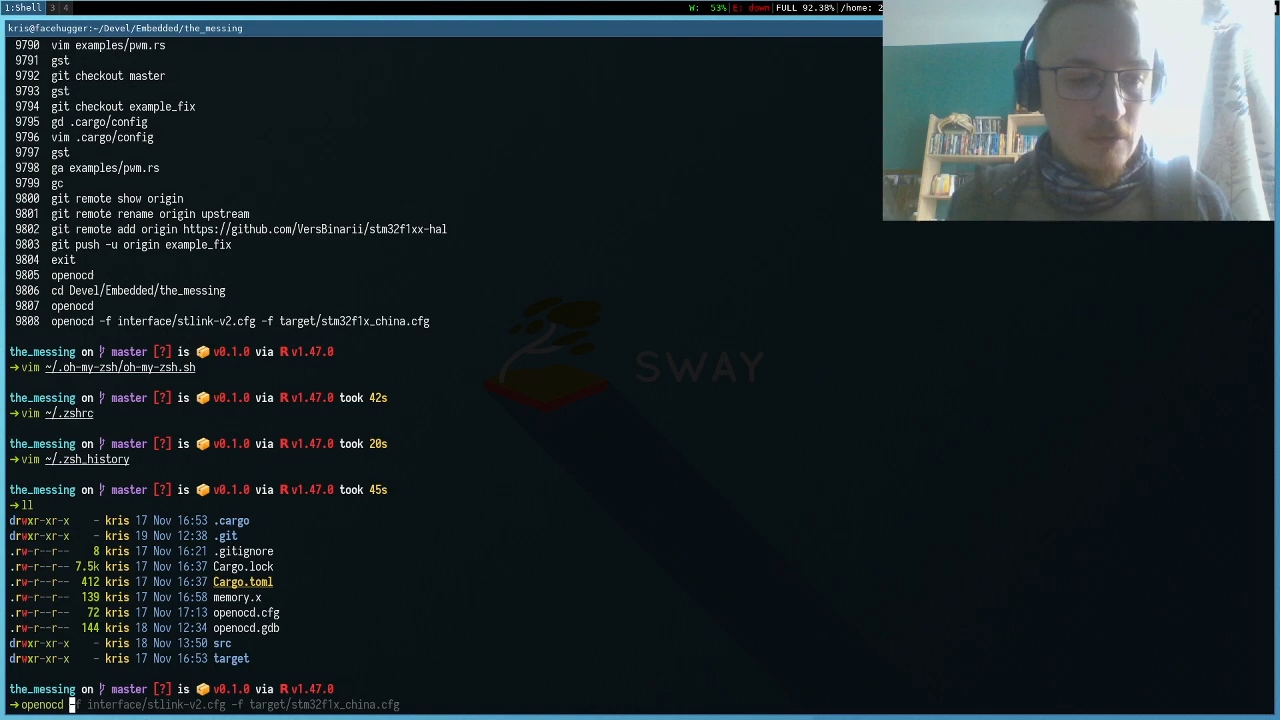 1:Shell 3 4 W: 53%|E: down|FULL 92.38%|/home: 2
kris@facehugger:~/Devel/Embedded/the_messing
9790 vim examples/pwm.rs
9791 gst
9792 git checkout master
9793 gst
9794 git checkout example_fix
9795 gd .cargo/config
9796 vim .cargo/config
9797 gst
9798 ga examples/pwm.rs
9799 gc
9800 git remote show origin
9801 git remote rename origin upstream
9802 git remote add origin https://github.com/VersBinarii/stm32f1xx-hal
9803 git push -u origin example_fix
9804 exit
9805 openocd
9806 cd Devel/Embedded/the_messing
9807 openocd
9808 openocd -f interface/stlink-v2.cfg -f target/stm32f1x_china.cfg
the_messing on master [?] is 📦 v0.1.0 via R v1.47.0
➜ vim ~/.oh-my-zsh/oh-my-zsh.sh
the_messing on master [?] is 📦 v0.1.0 via R v1.47.0 took 42s
➜ vim ~/.zshrc
the_messing on master [?] is 📦 v0.1.0 via R v1.47.0 took 20s
➜ vim ~/.zsh_history
the_messing on master [?] is 📦 v0.1.0 via R v1.47.0 took 45s
➜ ll
drwxr-xr-x - kris 17 Nov 16:53 .cargo
drwxr-xr-x - kris 19 Nov 12:38 .git
.rw-r--r-- 8 kris 17 Nov 16:21 .gitignore
.rw-r--r-- 7.5k kris 17 Nov 16:37 Cargo.lock
.rw-r--r-- 412 kris 17 Nov 16:37 Cargo.toml
.rw-r--r-- 139 kris 17 Nov 16:58 memory.x
.rw-r--r-- 72 kris 17 Nov 17:13 openocd.cfg
.rw-r--r-- 144 kris 18 Nov 12:34 openocd.gdb
drwxr-xr-x - kris 18 Nov 13:50 src
drwxr-xr-x - kris 17 Nov 16:53 target
the_messing on master [?] is 📦 v0.1.0 via R v1.47.0
➜ openocd -f interface/stlink-v2.cfg -f target/stm32f1x_china.cfg
SWAY